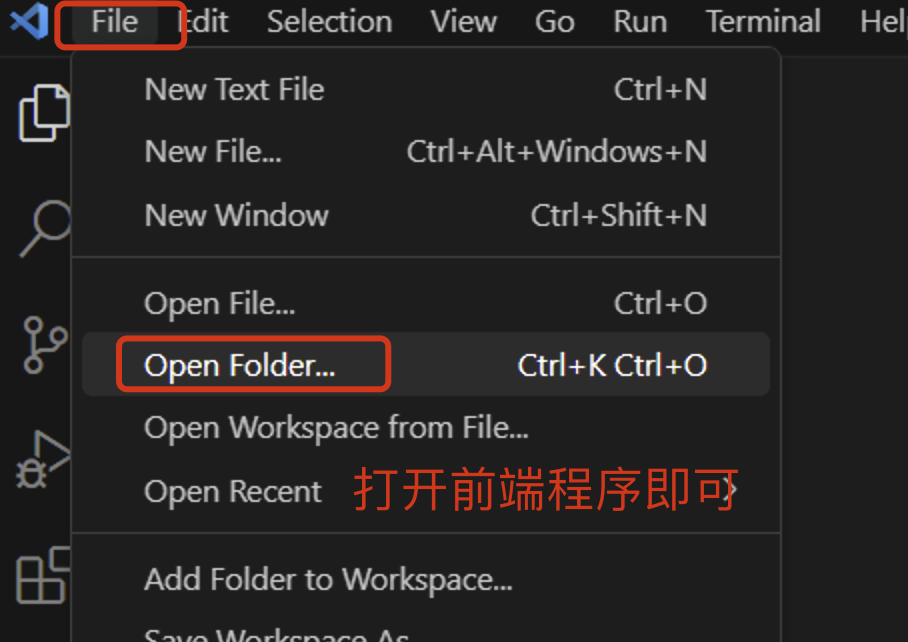 File Edit Selection View Go Run Terminal Hel
New Text File Ctrl+N
New File... Ctrl+Alt+Windows+N
New Window Ctrl+Shift+N
Open File... Ctrl+O
Open Folder... Ctrl+K Ctrl+O
Open Workspace from File...
Open Recent 打开前端程序即可
Add Folder to Workspace...
Save Workspace As